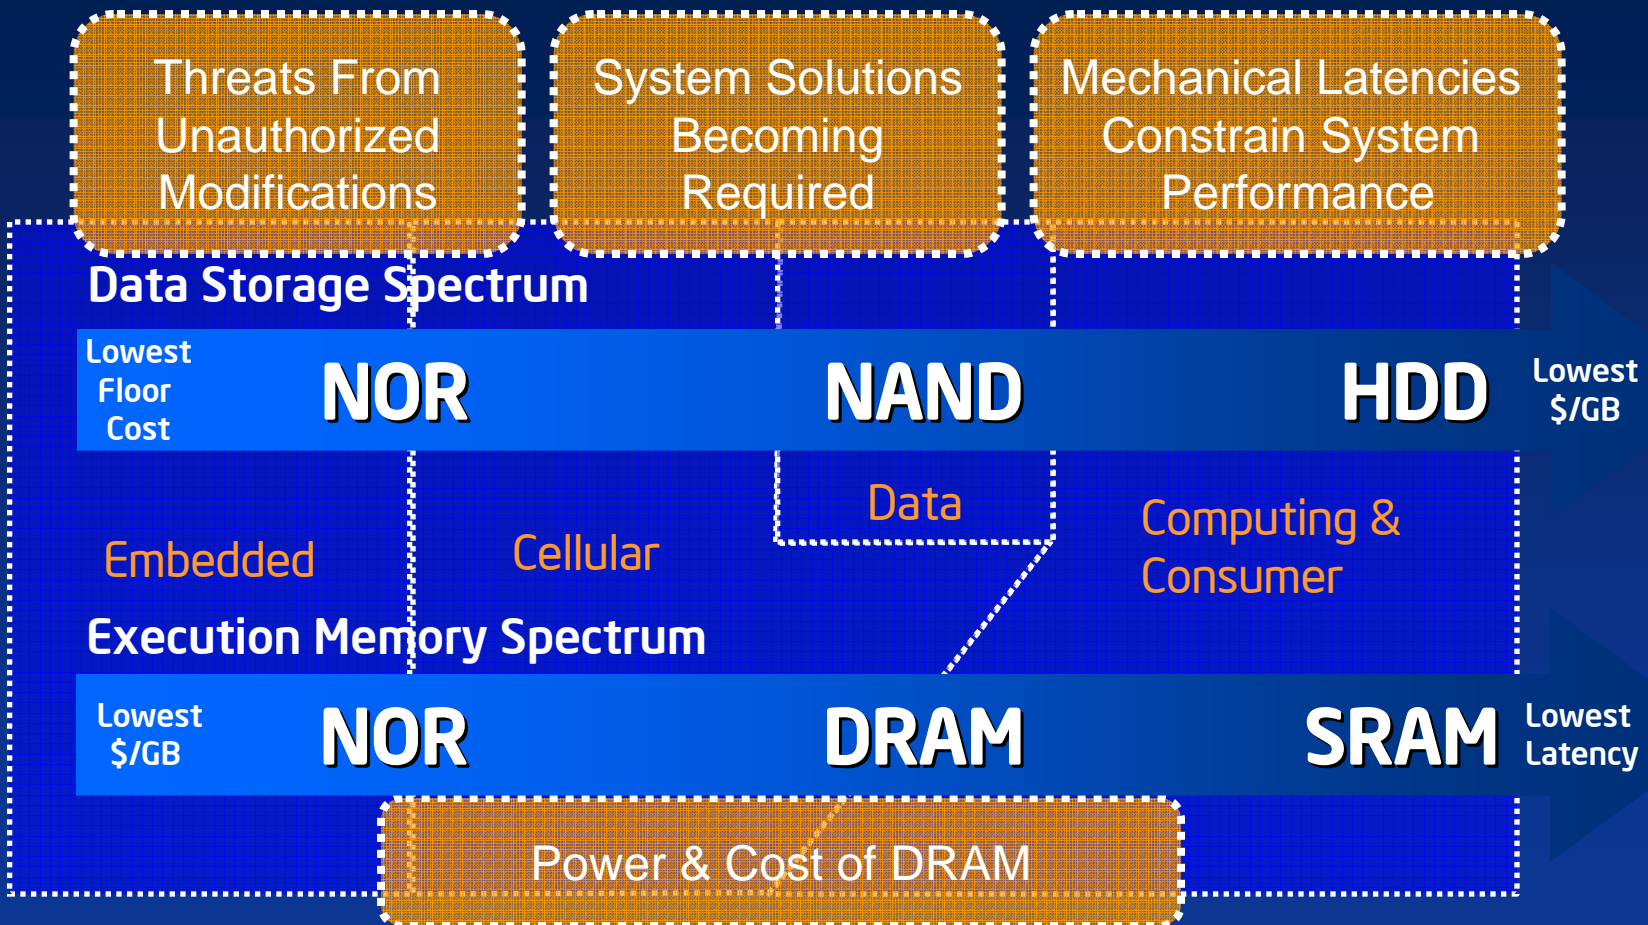 Threats From
Unauthorized
Modifications
System Solutions
Becoming
Required
Mechanical Latencies
Constrain System
Performance
Data Storage Spectrum
Lowest
Floor
Cost
NOR
NAND
HDD
Lowest
$/GB
Embedded
Cellular
Data
Computing &
Consumer
Execution Memory Spectrum
Lowest
$/GB
NOR
DRAM
SRAM
Lowest
Latency
Power & Cost of DRAM